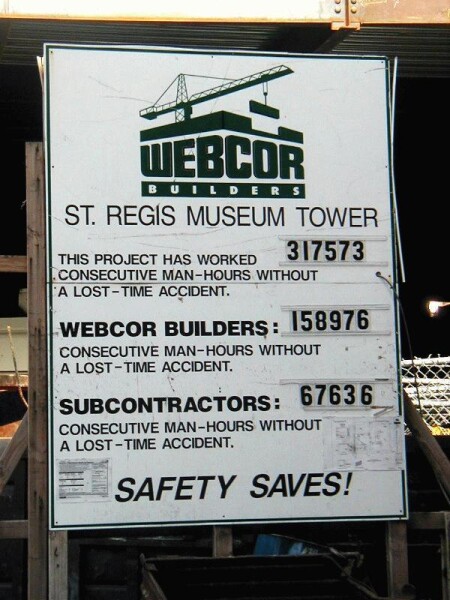 WEBCOR
BUILDERS
ST. REGIS MUSEUM TOWER
THIS PROJECT HAS WORKED 317573
CONSECUTIVE MAN-HOURS WITHOUT
A LOST-TIME ACCIDENT.
WEBCOR BUILDERS: 158976
CONSECUTIVE MAN-HOURS WITHOUT
A LOST-TIME ACCIDENT.
SUBCONTRACTORS: 67636
CONSECUTIVE MAN-HOURS WITHOUT
A LOST-TIME ACCIDENT.
SAFETY SAVES!